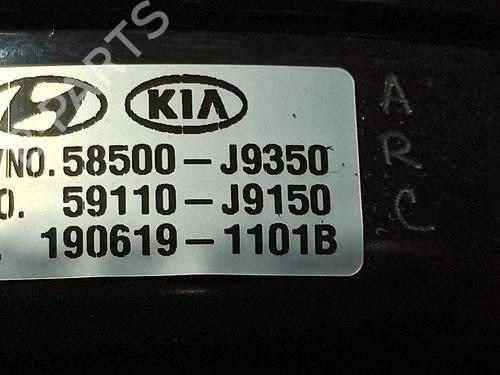 KIA
/NO. 58500-J9350
O. 59110-J9150
190619-1101B
A
R
C
PARTS